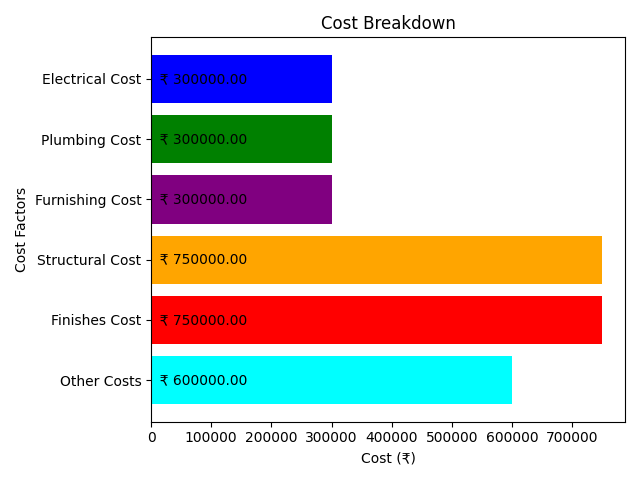 Cost Breakdown
Cost Factors
Electrical Cost ₹ 300000.00
Plumbing Cost ₹ 300000.00
Furnishing Cost ₹ 300000.00
Structural Cost ₹ 750000.00
Finishes Cost ₹ 750000.00
Other Costs ₹ 600000.00
0 100000 200000 300000 400000 500000 600000 700000
Cost (₹)